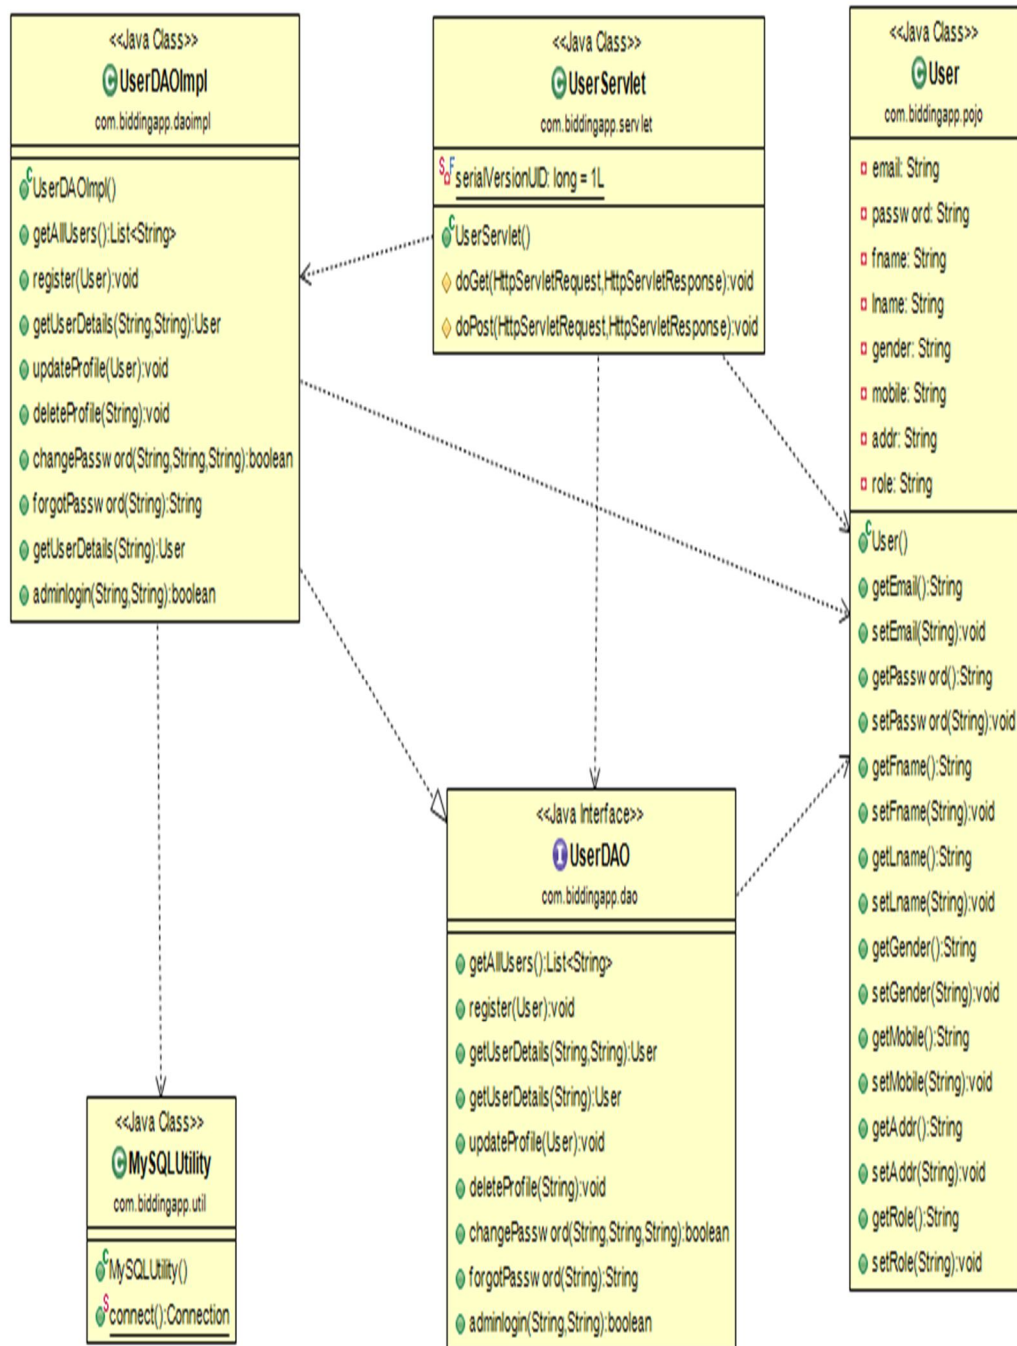 <<Java Class>>
UserDAOImpl
com.biddingapp.daoimpl
UserDAOImpl()
getAllUsers():List<String>
register(User):void
getUserDetails(String,String):User
updateProfile(User):void
deleteProfile(String):void
changePassword(String,String,String):boolean
forgotPassword(String):String
getUserDetails(String):User
adminlogin(String,String):boolean
<<Java Class>>
UserServlet
com.biddingapp.servlet
serialVersionUID: long = 1L
UserServlet()
doGet(HttpServletRequest,HttpServletResponse):void
doPost(HttpServletRequest,HttpServletResponse):void
<<Java Class>>
User
com.biddingapp.pojo
email: String
password: String
fname: String
lname: String
gender: String
mobile: String
addr: String
role: String
User()
getEmail():String
setEmail(String):void
getPassword():String
setPassword(String):void
getFname():String
setFname(String):void
getLname():String
setLname(String):void
getGender():String
setGender(String):void
getMobile():String
setMobile(String):void
getAddr():String
setAddr(String):void
getRole():String
setRole(String):void
<<Java Interface>>
UserDAO
com.biddingapp.dao
getAllUsers():List<String>
register(User):void
getUserDetails(String,String):User
getUserDetails(String):User
updateProfile(User):void
deleteProfile(String):void
changePassword(String,String,String):boolean
forgotPassword(String):String
adminlogin(String,String):boolean
<<Java Class>>
MySQLUtility
com.biddingapp.util
MySQLUtility()
connect():Connection